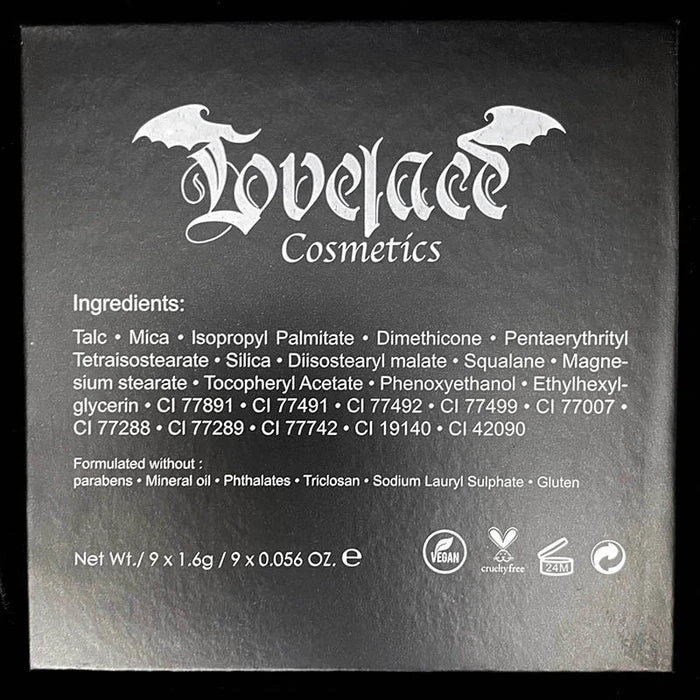 Lovelace
Cosmetics
Ingredients:
Talc • Mica • Isopropyl Palmitate • Dimethicone • Pentaerythrityl
Tetraisostearate • Silica • Diisostearyl malate • Squalane • Magne-
sium stearate • Tocopheryl Acetate • Phenoxyethanol • Ethylhexyl-
glycerin • CI 77891 • CI 77491 • CI 77492 • CI 77499 • CI 77007 •
CI 77288 • CI 77289 • CI 77742 • CI 19140 • CI 42090
Formulated without :
parabens • Mineral oil • Phthalates • Triclosan • Sodium Lauryl Sulphate • Gluten
Net Wt./ 9 x 1.6g / 9 x 0.056 OZ. ℮
VEGAN
crueltyfree
24M